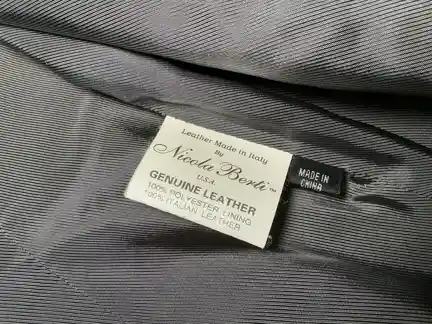 Leather Made in Italy
By
Nicola Berti™
U.S.A.
GENUINE LEATHER
100% POLYESTER LINING
100% ITALIAN LEATHER
MADE IN
CHINA